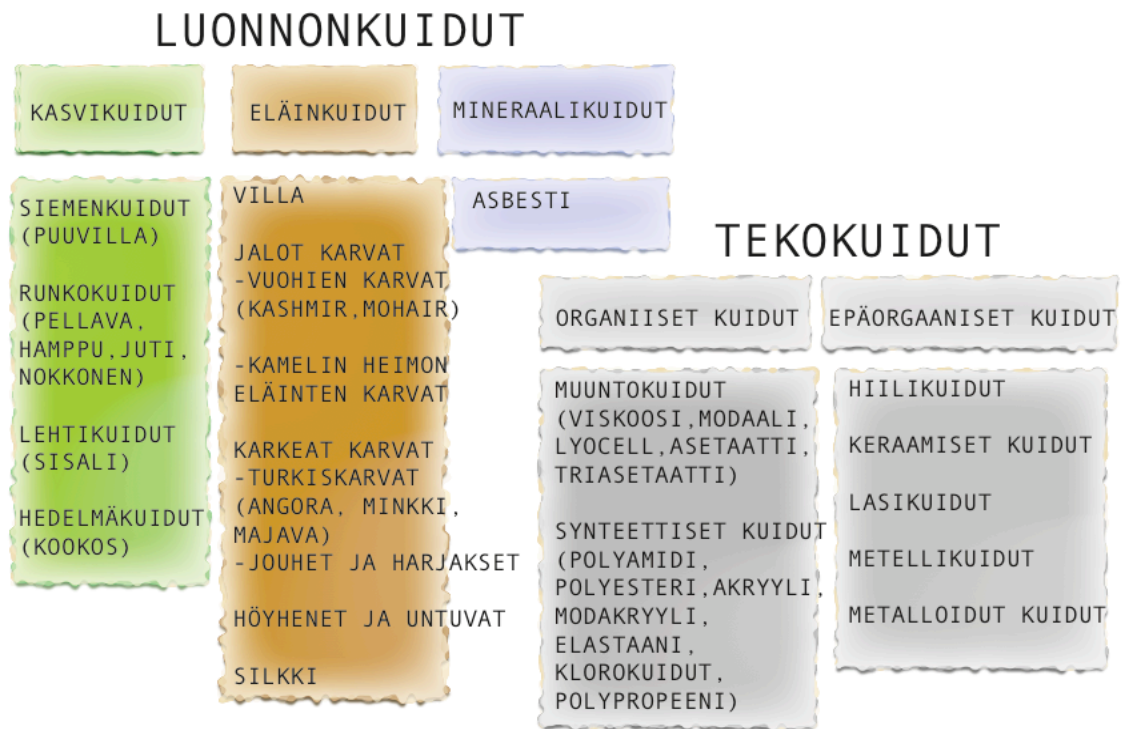 LUONNONKUIDUT
KASVIKUIDUT
ELÄINKUIDUT
MINERAALIKUIDUT
SIEMENKUIDUT
(PUUVILLA)
RUNKOKUIDUT
(PELLAVA,
HAMPPU,JUTI,
NOKKONEN)
LEHTIKUIDUT
(SISALI)
HEDELMÄKUIDUT
(KOOKOS)
VILLA
JALOT KARVAT
-VUOHIEN KARVAT
(KASHMIR,MOHAIR)
-KAMELIN HEIMON
ELÄINTEN KARVAT
KARKEAT KARVAT
-TURKISKARVAT
(ANGORA, MINKKI,
MAJAVA)
-JOUHET JA HARJAKSET
HÖYHENET JA UNTUVAT
SILKKI
ASBESTI
TEKOKUIDUT
ORGANIISET KUIDUT
EPÄORGAANISET KUIDUT
MUUNTOKUIDUT
(VISKOOSI,MODAALI,
LYOCELL,ASETAATTI,
TRIASETAATTI)
SYNTEETTISET KUIDUT
(POLYAMIDI,
POLYESTERI,AKRYYLI,
MODAKRYYLI,
ELASTAANI,
KLOROKUIDUT,
POLYPROPEENI)
HIILIKUIDUT
KERAAMISET KUIDUT
LASIKUIDUT
METELLIKUIDUT
METALLOIDUT KUIDUT